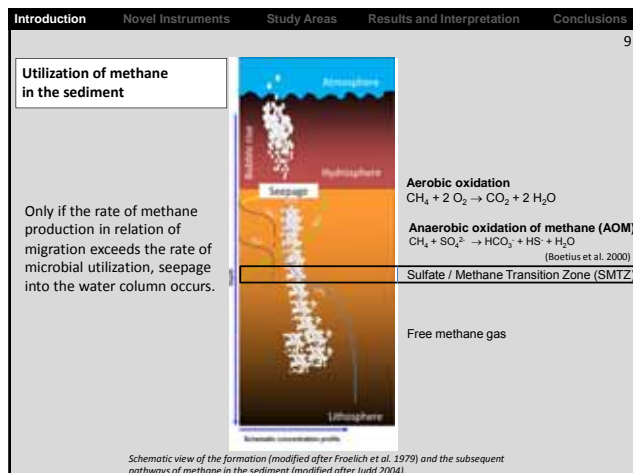 Introduction Novel Instruments Study Areas Results and Interpretation Conclusions
9
Utilization of methane
in the sediment
Atmosphere
Bubble rise
Hydrosphere
Seepage
Only if the rate of methane
production in relation of
migration exceeds the rate of
microbial utilization, seepage
into the water column occurs.
Aerobic oxidation
CH₄ + 2 O₂ → CO₂ + 2 H₂O
Anaerobic oxidation of methane (AOM)
CH₄ + SO₄²⁻ → HCO₃⁻ + HS⁻ + H₂O
(Boetius et al. 2000)
Sulfate / Methane Transition Zone (SMTZ)
Free methane gas
Lithosphere
Schematic concentration profile
Schematic view of the formation (modified after Froelich et al. 1979) and the subsequent
pathways of methane in the sediment (modified after Judd 2004)